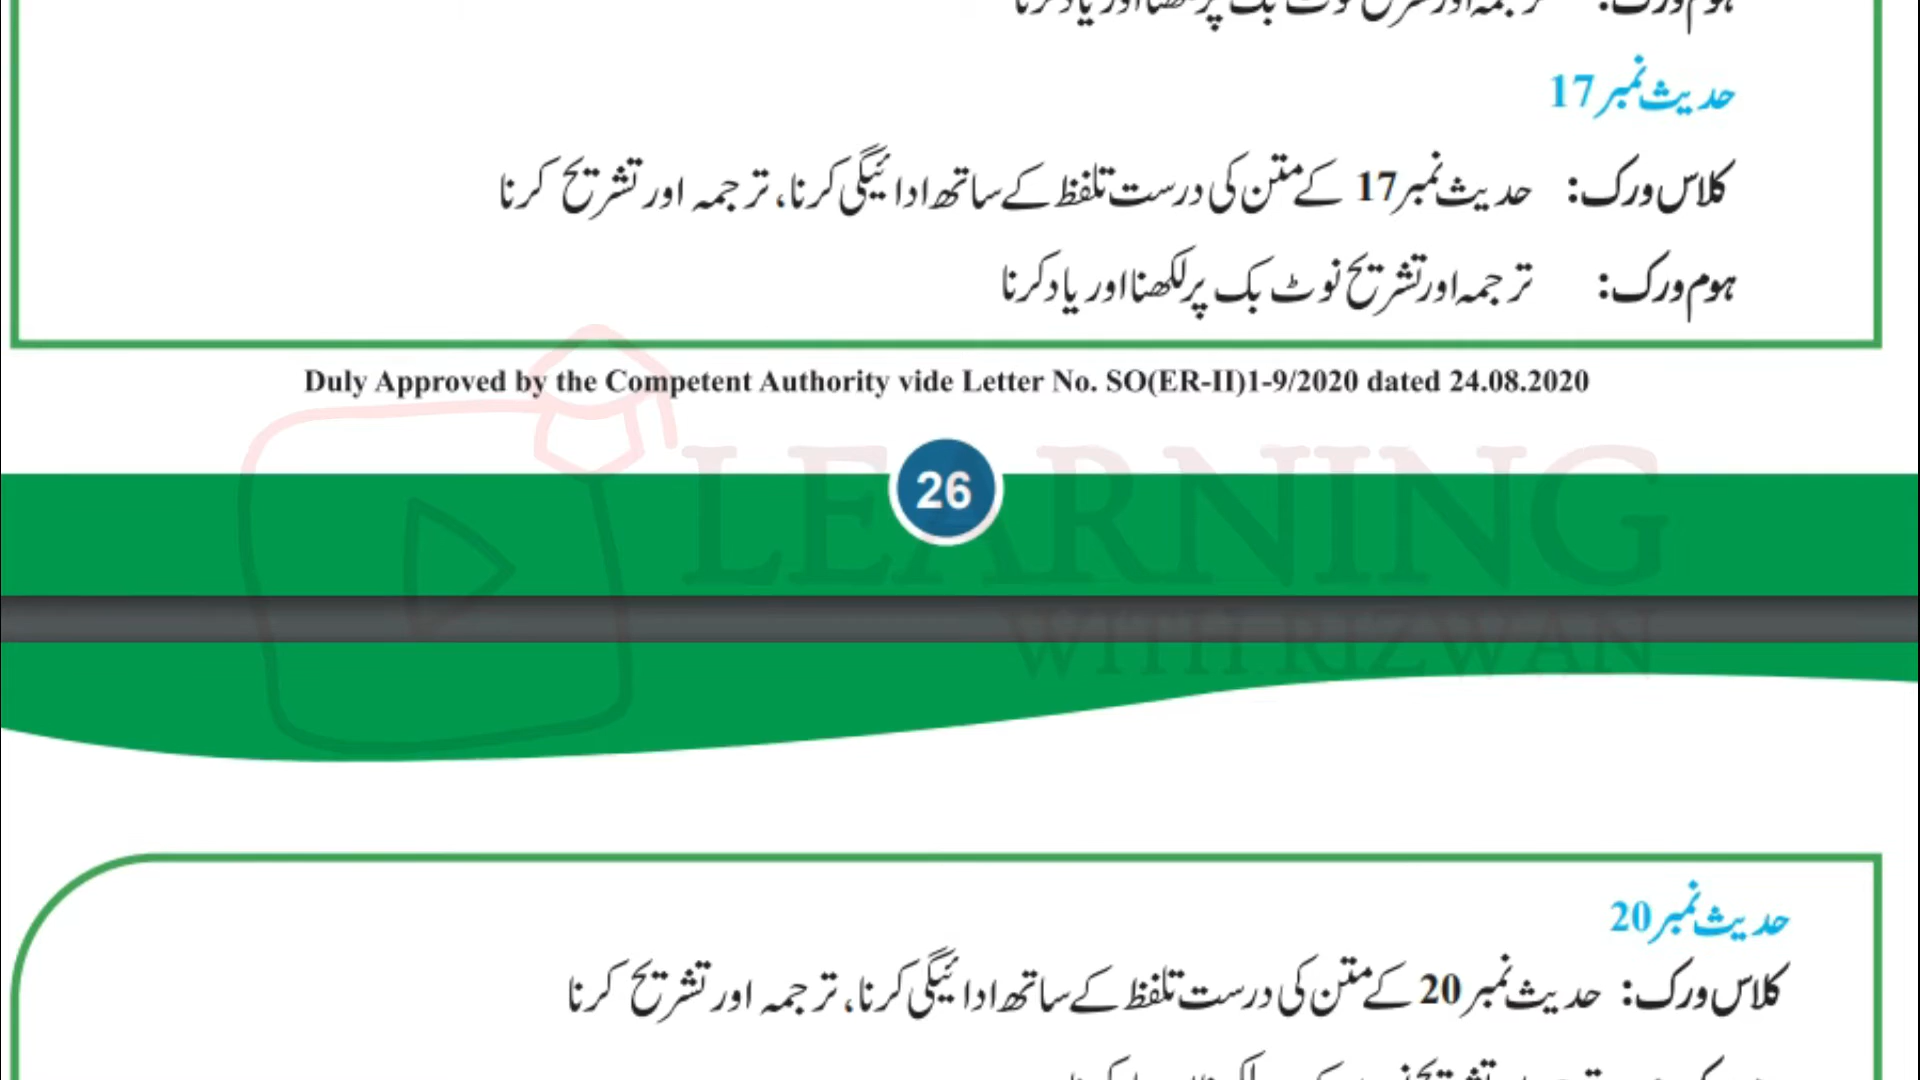 ہوم ورک: ترجمہ اور تشریح نوٹ بک پر لکھنا اور یاد کرنا
حدیث نمبر 17
کلاس ورک: حدیث نمبر 17 کے متن کی درست تلفظ کے ساتھ ادائیگی کرنا، ترجمہ اور تشریح کرنا
ہوم ورک: ترجمہ اور تشریح نوٹ بک پر لکھنا اور یاد کرنا
Duly Approved by the Competent Authority vide Letter No. SO(ER-II)1-9/2020 dated 24.08.2020
26
LEARNING
WITH RIZWAN
حدیث نمبر 20
کلاس ورک: حدیث نمبر 20 کے متن کی درست تلفظ کے ساتھ ادائیگی کرنا، ترجمہ اور تشریح کرنا